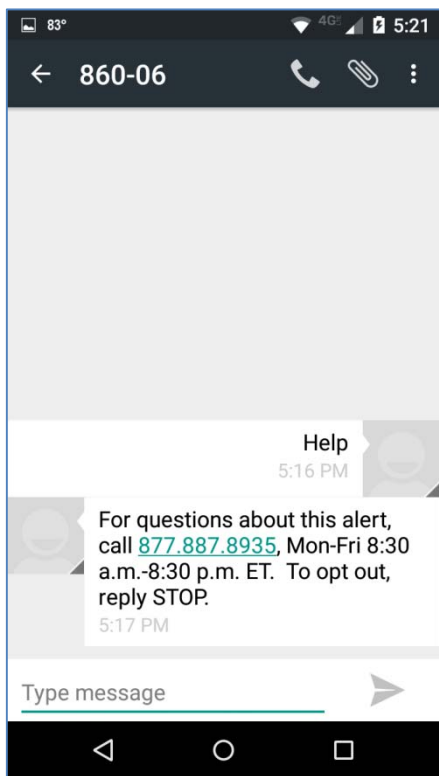 83° 4G 5:21
860-06
Help
5:16 PM
For questions about this alert,
call 877.887.8935, Mon-Fri 8:30
a.m.-8:30 p.m. ET.  To opt out,
reply STOP.
5:17 PM
Type message